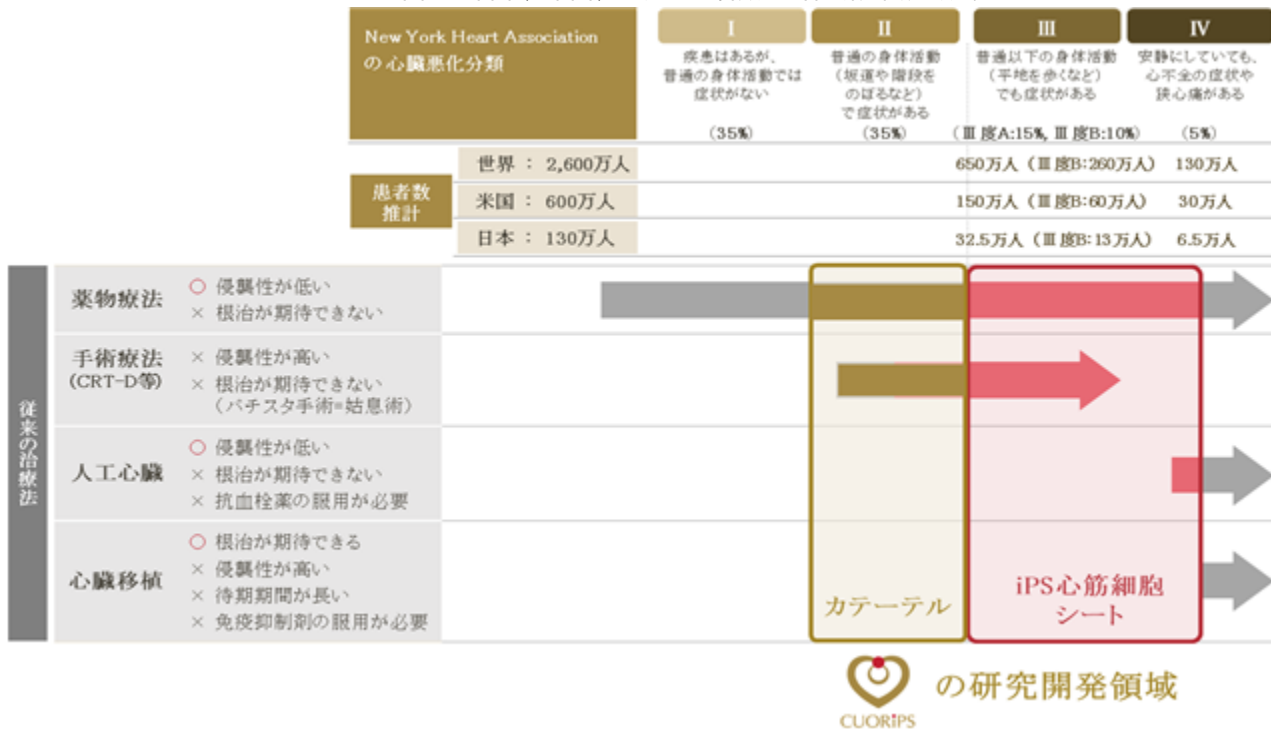 New York Heart Association
の心臓悪化分類
I
疾患はあるが、
普通の身体活動では
症状がない
(35%)
II
普通の身体活動
(坂道や階段を
のぼるなど)
で症状がある
(35%)
III
普通以下の身体活動
(平地を歩くなど)
でも症状がある
(Ⅲ度A:15%, Ⅲ度B:10%)
IV
安静にしていても、
心不全の症状や
狭心痛がある
(5%)
患者数
推計
世界 : 2,600万人
650万人 (Ⅲ度B:260万人)
130万人
米国 : 600万人
150万人 (Ⅲ度B:60万人)
30万人
日本 : 130万人
32.5万人 (Ⅲ度B:13万人)
6.5万人
従来の治療法
薬物療法
○ 侵襲性が低い
× 根治が期待できない
手術療法
(CRT-D等)
× 侵襲性が高い
× 根治が期待できない
(バチスタ手術=姑息術)
人工心臓
○ 侵襲性が低い
× 根治が期待できない
× 抗血栓薬の服用が必要
心臓移植
○ 根治が期待できる
× 侵襲性が高い
× 待期期間が長い
× 免疫抑制剤の服用が必要
カテーテル
iPS心筋細胞
シート
CUORiPS
の研究開発領域